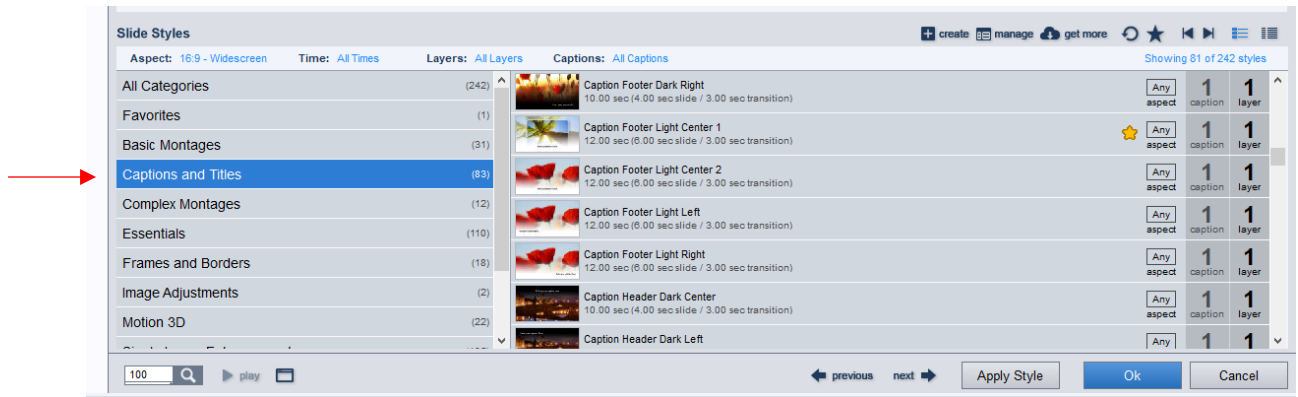 Slide Styles
create manage get more
Aspect: 16:9 - Widescreen Time: All Times Layers: All Layers Captions: All Captions Showing 81 of 242 styles
All Categories (242)
Favorites (1)
Basic Montages (31)
Captions and Titles (83)
Complex Montages (12)
Essentials (110)
Frames and Borders (18)
Image Adjustments (2)
Motion 3D (22)
Caption Footer Dark Right
10.00 sec (4.00 sec slide / 3.00 sec transition)
Any 1 1
aspect caption layer
Caption Footer Light Center 1
12.00 sec (6.00 sec slide / 3.00 sec transition)
Any 1 1
aspect caption layer
Caption Footer Light Center 2
12.00 sec (6.00 sec slide / 3.00 sec transition)
Any 1 1
aspect caption layer
Caption Footer Light Left
12.00 sec (6.00 sec slide / 3.00 sec transition)
Any 1 1
aspect caption layer
Caption Footer Light Right
12.00 sec (6.00 sec slide / 3.00 sec transition)
Any 1 1
aspect caption layer
Caption Header Dark Center
10.00 sec (4.00 sec slide / 3.00 sec transition)
Any 1 1
aspect caption layer
Caption Header Dark Left
Any 1 1
100 play previous next Apply Style Ok Cancel